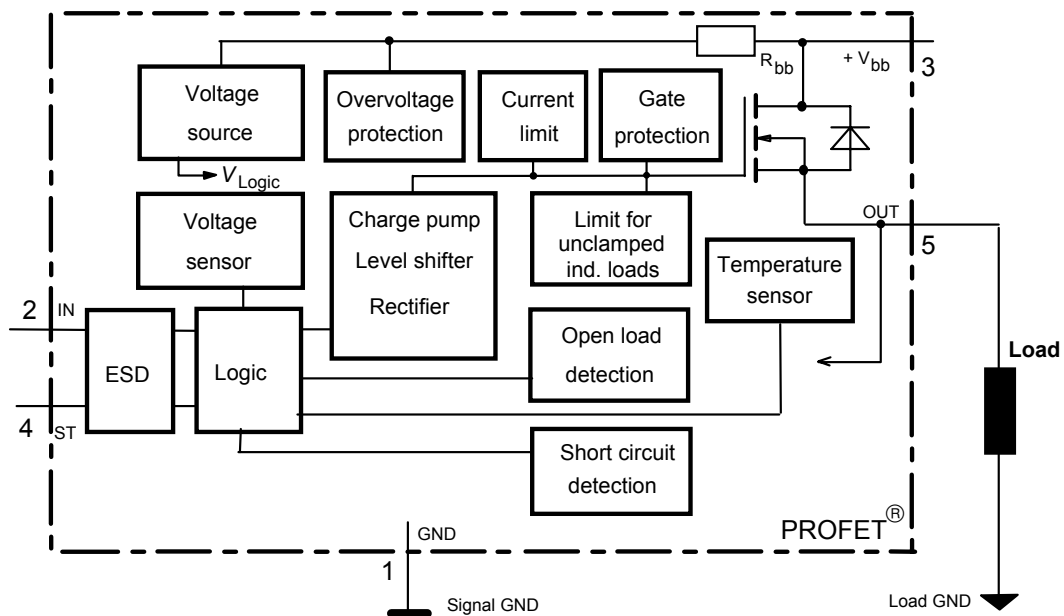 R bb
+ V bb
3
Voltage
source
Overvoltage
protection
Current
limit
Gate
protection
V Logic
Voltage
sensor
Charge pump
Level shifter
Rectifier
Limit for
unclamped
ind. loads
OUT
5
Temperature
sensor
2
IN
ESD
Logic
Open load
detection
Load
4
ST
Short circuit
detection
PROFET®
GND
1
Signal GND
Load GND